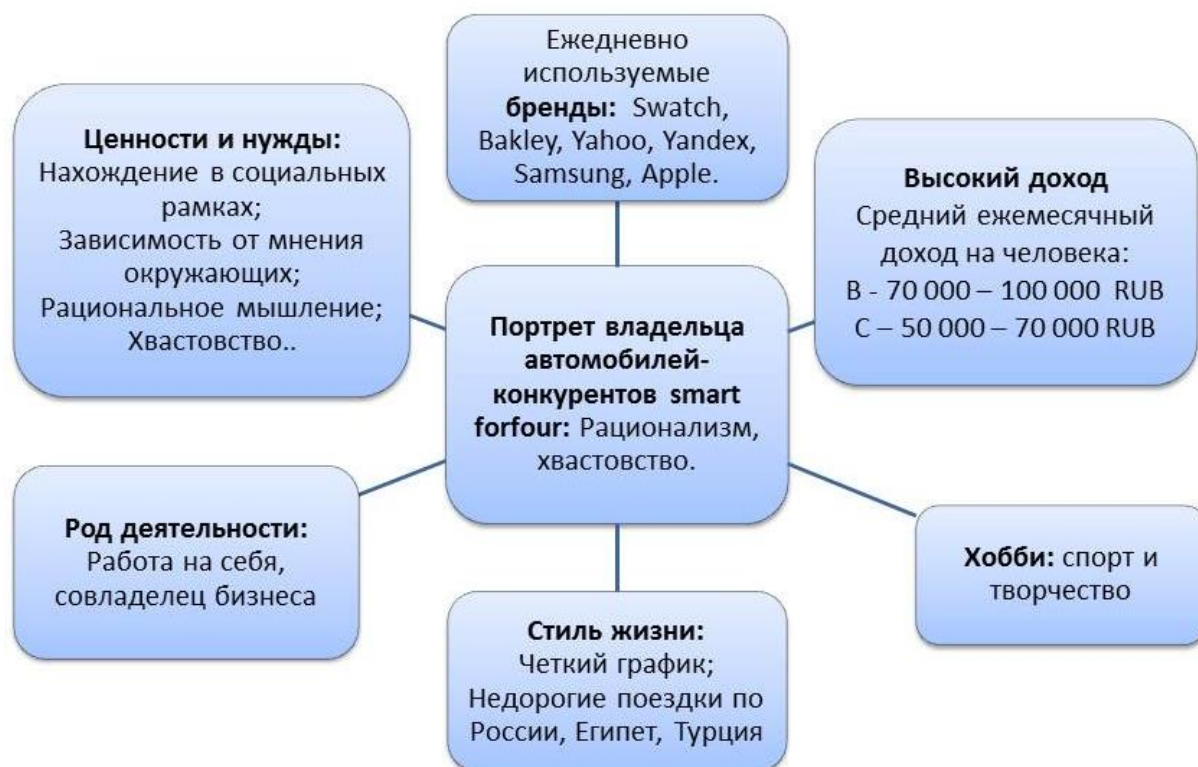 Ежедневно
используемые
бренды: Swatch,
Bakley, Yahoo, Yandex,
Samsung, Apple.
Ценности и нужды:
Нахождение в социальных
рамках;
Зависимость от мнения
окружающих;
Рациональное мышление;
Хвастовство..
Высокий доход
Средний ежемесячный
доход на человека:
B - 70 000 – 100 000 RUB
C – 50 000 – 70 000 RUB
Портрет владельца
автомобилей-
конкурентов smart
forfour: Рационализм,
хвастовство.
Род деятельности:
Работа на себя,
совладелец бизнеса
Хобби: спорт и
творчество
Стиль жизни:
Четкий график;
Недорогие поездки по
России, Египет, Турция